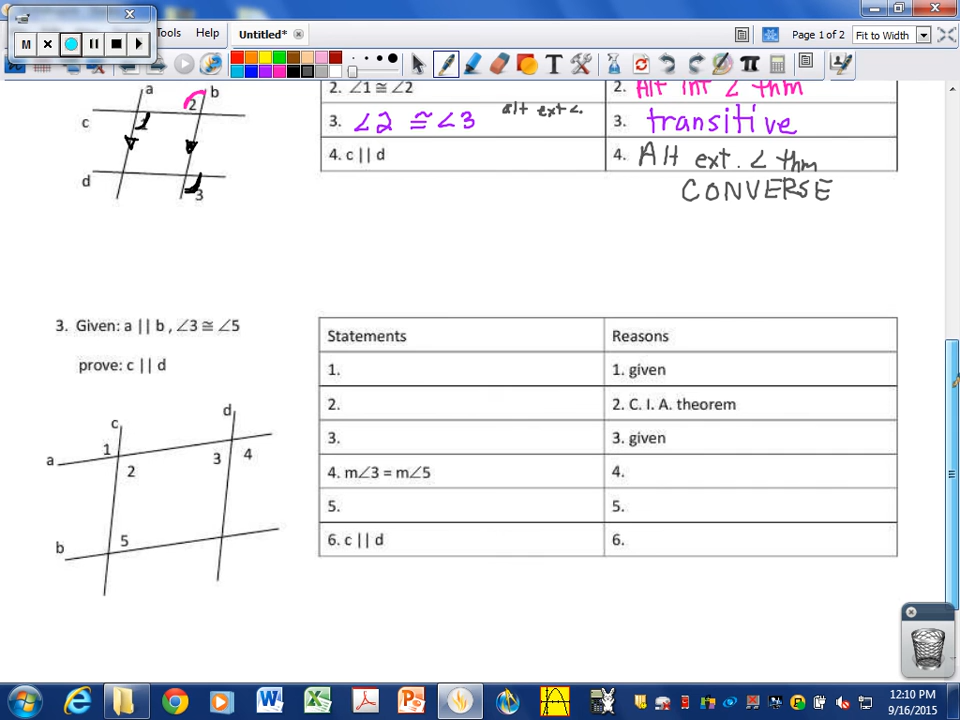 Tools Help Untitled* Page 1 of 2 Fit to Width
M
a
b
2. ∠1 ≅ ∠2 2. Alt int ∠ thm
2
alt ext ∠.
c 1 3. ∠2 ≅ ∠3 3. transitive
4. c || d 4. Alt ext. ∠ thm
CONVERSE
d
3
3. Given: a || b , ∠3 ≅ ∠5
prove: c || d
Statements Reasons
1. 1. given
2. 2. C. I. A. theorem
3. 3. given
4. m∠3 = m∠5 4.
5. 5.
6. c || d 6.
c d
1 3 4
a 2
b 5
12:10 PM
9/16/2015